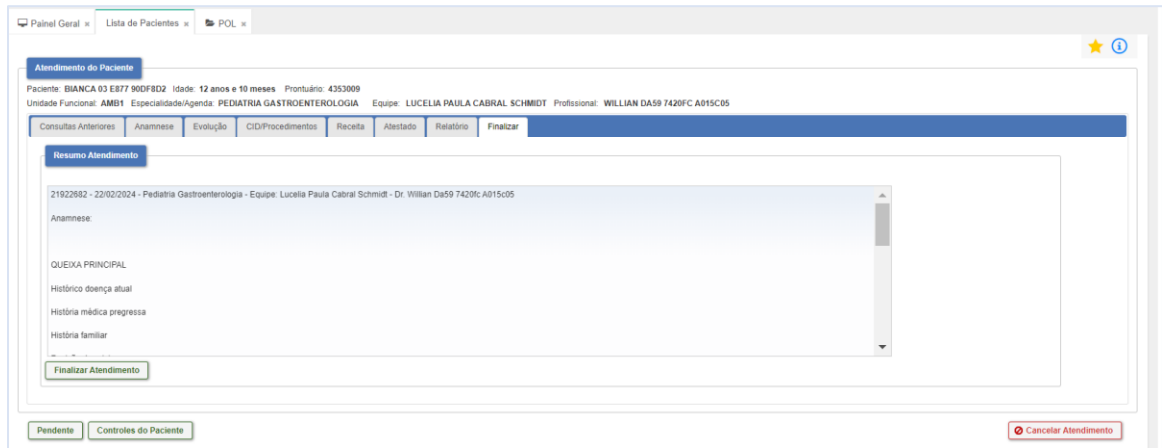 Painel Geral × Lista de Pacientes × POL ×
Atendimento do Paciente
Paciente: BIANCA 03 E877 90DF8D2 Idade: 12 anos e 10 meses Prontuário: 4353009
Unidade Funcional: AMB1 Especialidade/Agenda: PEDIATRIA GASTROENTEROLOGIA Equipe: LUCELIA PAULA CABRAL SCHMIDT Profissional: WILLIAN DA59 7420FC A015C05
Consultas Anteriores Anamnese Evolução CID/Procedimentos Receita Atestado Relatório Finalizar
Resumo Atendimento
21922682 - 22/02/2024 - Pediatria Gastroenterologia - Equipe: Lucelia Paula Cabral Schmidt - Dr. Willian Da59 7420fc A015c05
Anamnese:
QUEIXA PRINCIPAL
Histórico doença atual
História médica pregressa
História familiar
Finalizar Atendimento
Pendente Controles do Paciente Cancelar Atendimento